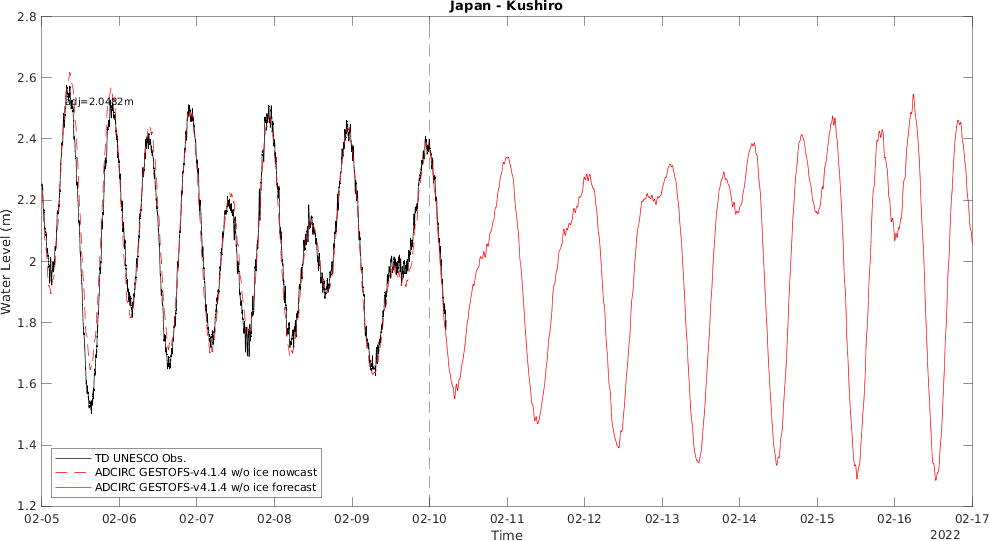 Japan - Kushiro
2.8
2.6
2.4
2.2
2
1.8
1.6
1.4
1.2
Water Level (m)
TD UNESCO Obs.
ADCIRC GESTOFS-v4.1.4 w/o ice nowcast
ADCIRC GESTOFS-v4.1.4 w/o ice forecast
02-05 02-06 02-07 02-08 02-09 02-10 02-11 02-12 02-13 02-14 02-15 02-16 02-17
Time
2022